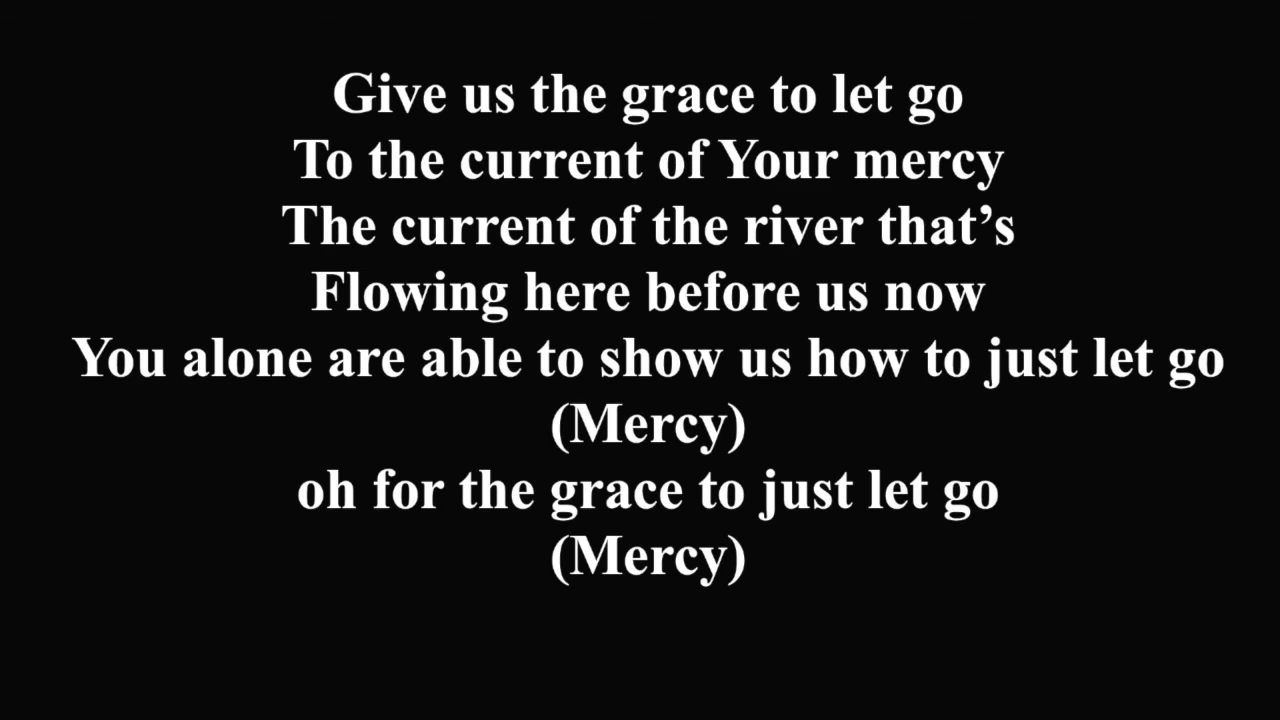 Give us the grace to let go
To the current of Your mercy
The current of the river that’s
Flowing here before us now
You alone are able to show us how to just let go
(Mercy)
oh for the grace to just let go
(Mercy)